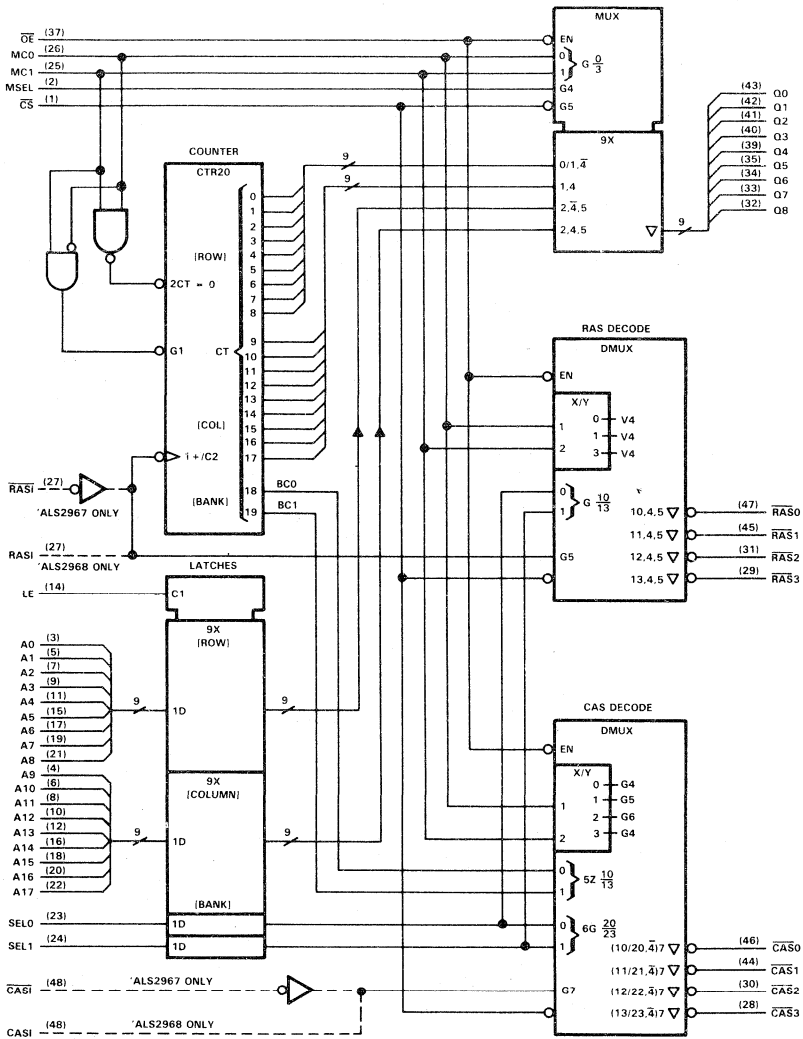 MUX
OE (37)
MC0 (26)
MC1 (25)
MSEL (2)
CS (1)
EN
0
1
G 0/3
G4
G5
9X
0/1,4
1,4
2,4,5
2,4,5
▽
9
9
9
(43) Q0
(42) Q1
(41) Q2
(40) Q3
(39) Q4
(35) Q5
(34) Q6
(33) Q7
(32) Q8
COUNTER
CTR20
[ROW]
2CT = 0
G1
CT
[COL]
1+/C2
[BANK]
0
1
2
3
4
5
6
7
8
9
10
11
12
13
14
15
16
17
18 BC0
19 BC1
RASI (27)
'ALS2967 ONLY
RASI (27)
'ALS2968 ONLY
RAS DECODE
DMUX
EN
X/Y
1
2
0 V4
1 V4
3 V4
0
1
G 10/13
G5
10,4,5 ▽ (47) RAS0
11,4,5 ▽ (45) RAS1
12,4,5 ▽ (31) RAS2
13,4,5 ▽ (29) RAS3
LATCHES
LE (14)
C1
9X
[ROW]
1D
A0 (3)
A1 (5)
A2 (7)
A3 (9)
A4 (11)
A5 (15)
A6 (17)
A7 (19)
A8 (21)
9
9
A9 (4)
A10 (6)
A11 (8)
A12 (10)
A13 (12)
A14 (16)
A15 (18)
A16 (20)
A17 (22)
9
9X
[COLUMN]
1D
9
[BANK]
SEL0 (23)
1D
SEL1 (24)
1D
CASI (48)
'ALS2967 ONLY
CASI (48)
'ALS2968 ONLY
CAS DECODE
DMUX
EN
X/Y
1
2
0 G4
1 G5
2 G6
3 G4
0
1
5Z 10/13
0
1
6G 20/23
G7
(10/20,4)7 ▽ (46) CAS0
(11/21,4)7 ▽ (44) CAS1
(12/22,4)7 ▽ (30) CAS2
(13/23,4)7 ▽ (28) CAS3